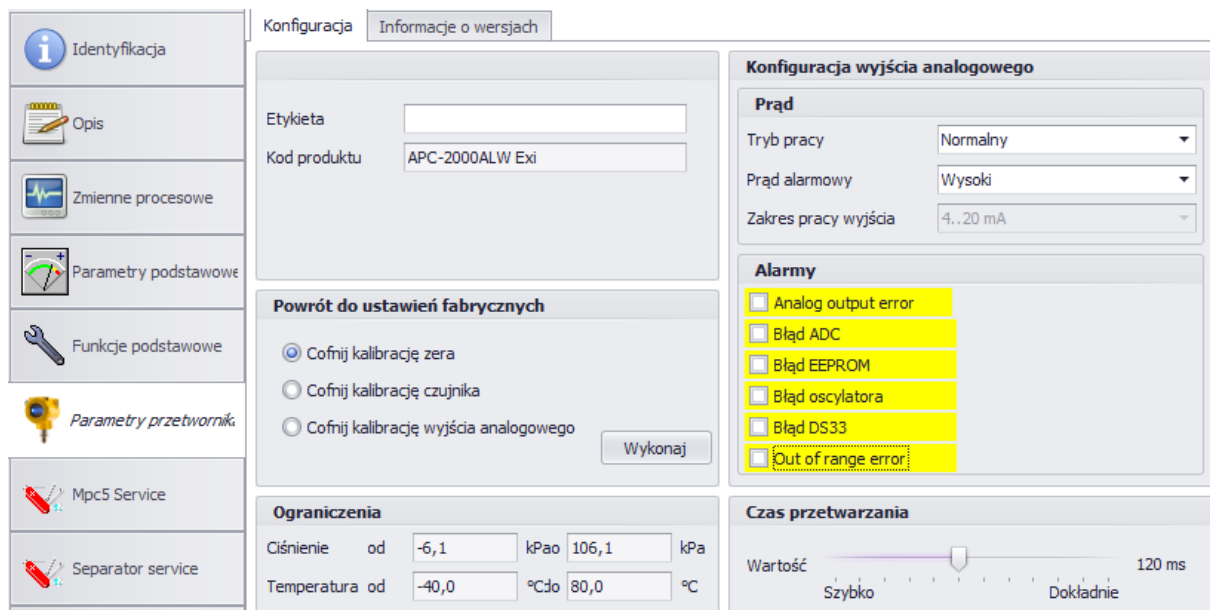 Identyfikacja
Opis
Zmienne procesowe
Parametry podstawowe
Funkcje podstawowe
Parametry przetwornika
Mpc5 Service
Separator service
Konfiguracja
Informacje o wersjach
Etykieta
Kod produktu APC-2000ALW Exi
Powrót do ustawień fabrycznych
Cofnij kalibrację zera
Cofnij kalibrację czujnika
Cofnij kalibrację wyjścia analogowego
Wykonaj
Ograniczenia
Ciśnienie od -6,1 kPao 106,1 kPa
Temperatura od -40,0 °Cdo 80,0 °C
Konfiguracja wyjścia analogowego
Prąd
Tryb pracy Normalny
Prąd alarmowy Wysoki
Zakres pracy wyjścia 4..20 mA
Alarmy
Analog output error
Błąd ADC
Błąd EEPROM
Błąd oscylatora
Błąd DS33
Out of range error
Czas przetwarzania
Wartość 120 ms
Szybko Dokładnie